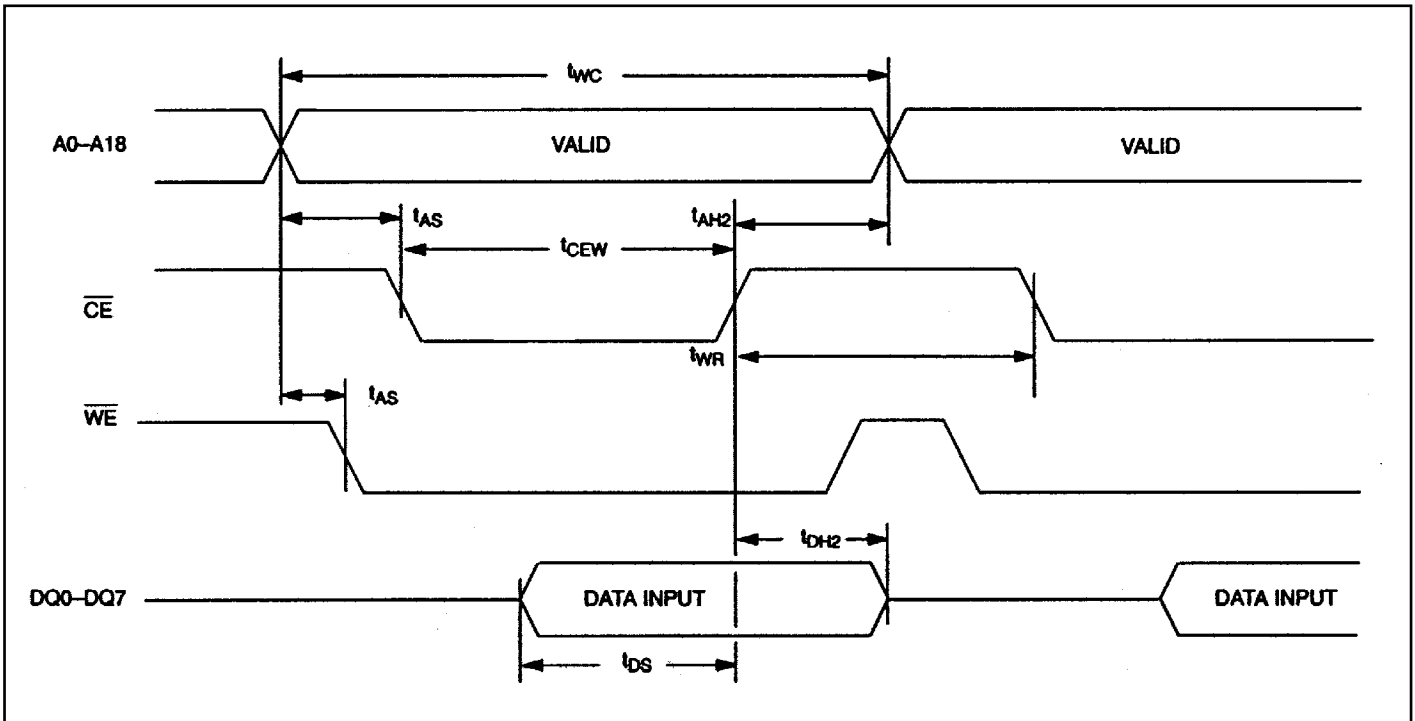 tWC
A0–A18 VALID VALID
tAS tAH2
tCEW
CE
tWR
tAS
WE
tDH2
DQ0–DQ7 DATA INPUT DATA INPUT
tDS